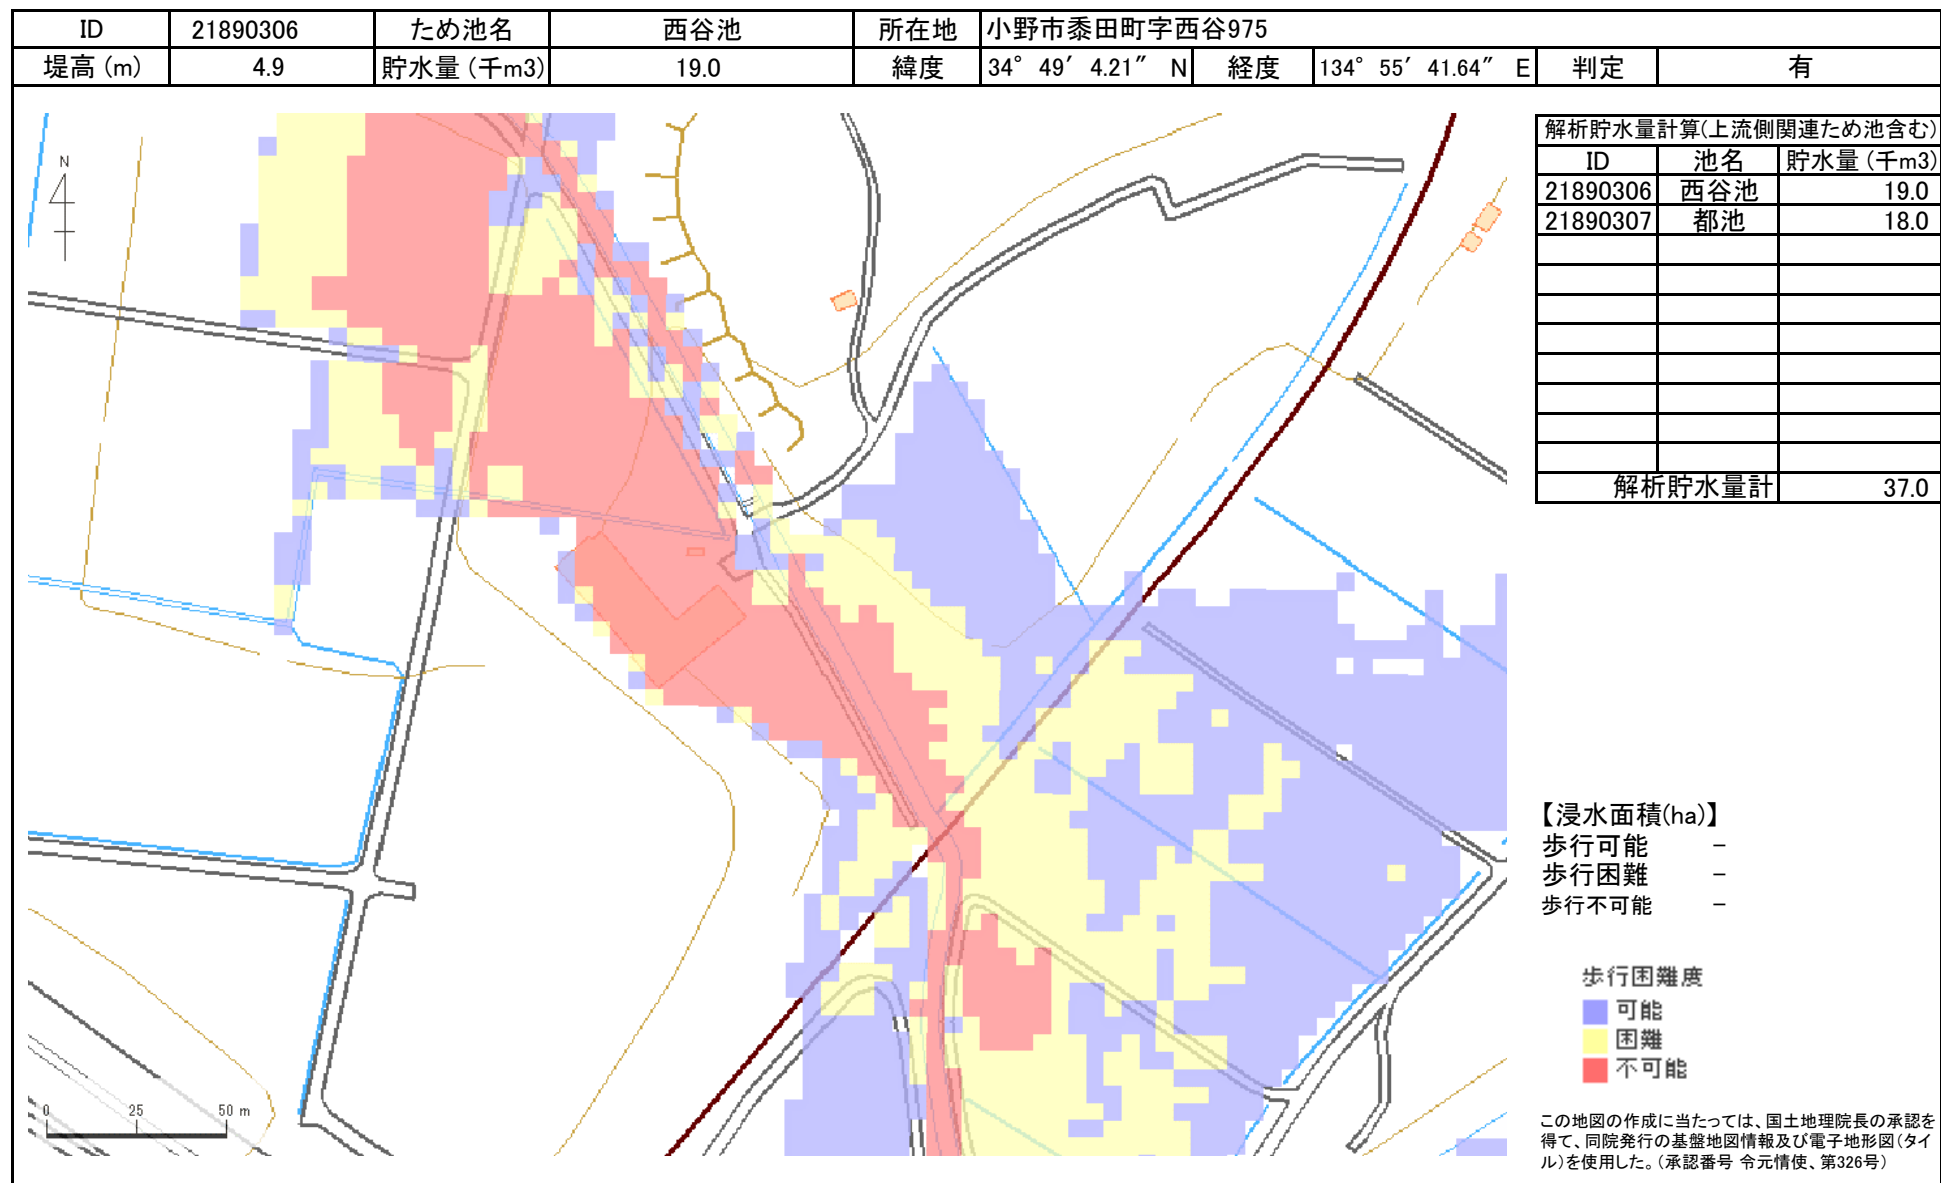 ID 21890306 ため池名 西谷池 所在地 小野市黍田町字西谷975
堤高 (m) 4.9 貯水量 (千m3) 19.0 緯度 34° 49′ 4.21″ N 経度 134° 55′ 41.64″ E 判定 有
解析貯水量計算(上流側関連ため池含む)
ID 池名 貯水量 (千m3)
21890306 西谷池 19.0
21890307 都池 18.0
解析貯水量計 37.0
N
【浸水面積(ha)】
歩行可能 －
歩行困難 －
歩行不可能 －
歩行困難度
可能
困難
不可能
0 25 50 m
この地図の作成に当たっては、国土地理院長の承認を
得て、同院発行の基盤地図情報及び電子地形図(タイ
ル)を使用した。(承認番号 令元情使、第326号)